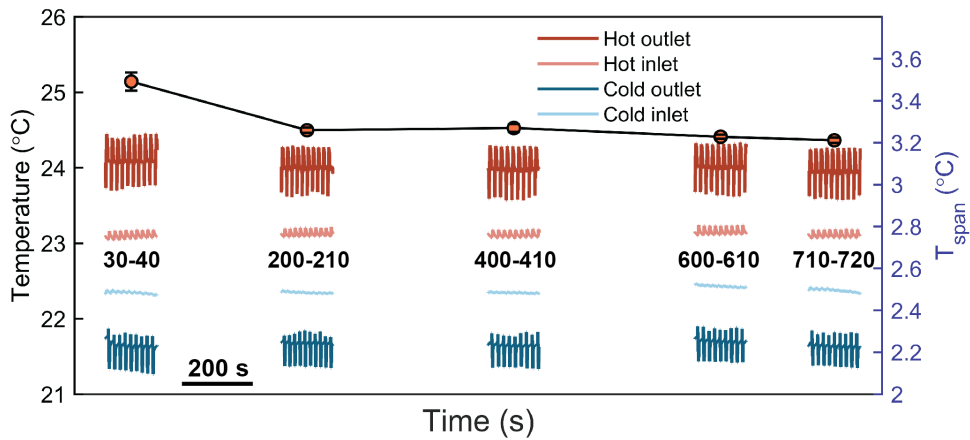 26
25
24
23
22
21
Temperature (°C)
Hot outlet
Hot inlet
Cold outlet
Cold inlet
30-40 200-210 400-410 600-610 710-720
200 s
3.6
3.4
3.2
3
2.8
2.6
2.4
2.2
2
T span (°C)
Time (s)